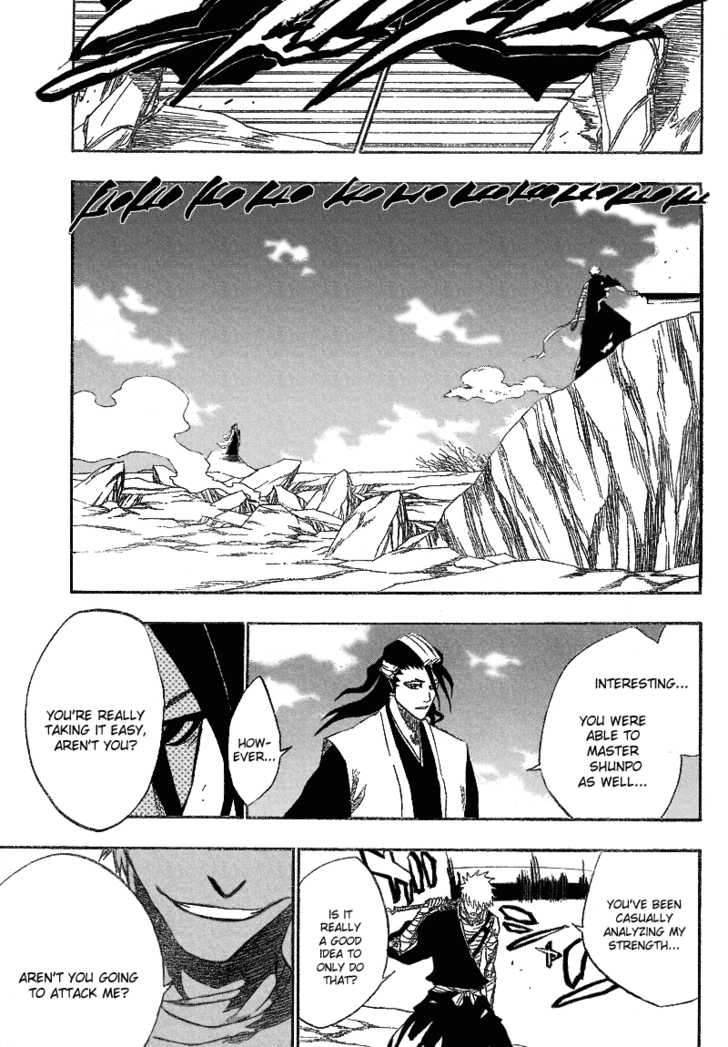 INTERESTING...
YOU WERE
ABLE TO
MASTER
SHUNPO
AS WELL...
HOW-
EVER...
YOU'RE REALLY
TAKING IT EASY,
AREN'T YOU?
YOU'VE BEEN
CASUALLY
ANALYZING MY
STRENGTH...
IS IT
REALLY
A GOOD
IDEA TO
ONLY DO
THAT?
AREN'T YOU GOING
TO ATTACK ME?